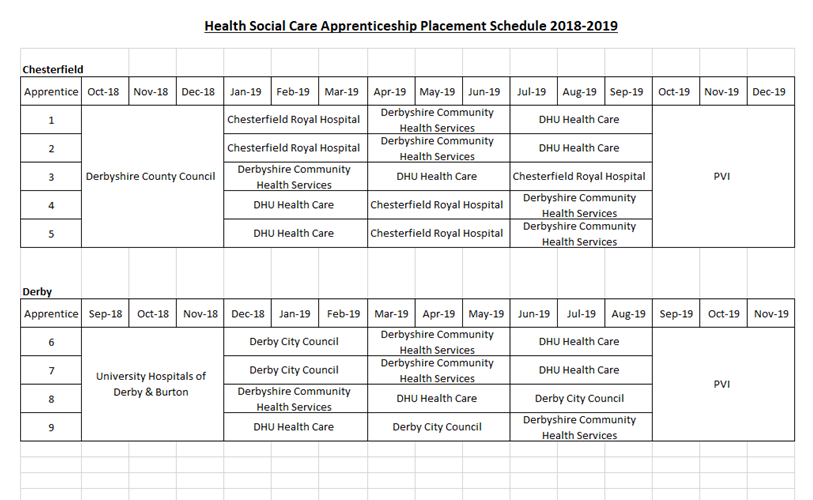 Health Social Care Apprenticeship Placement Schedule 2018-2019
Chesterfield
Apprentice Oct-18 Nov-18 Dec-18 Jan-19 Feb-19 Mar-19 Apr-19 May-19 Jun-19 Jul-19 Aug-19 Sep-19 Oct-19 Nov-19 Dec-19
1 Chesterfield Royal Hospital Derbyshire Community Health Services DHU Health Care
2 Chesterfield Royal Hospital Derbyshire Community Health Services DHU Health Care
3 Derbyshire County Council Derbyshire Community Health Services DHU Health Care Chesterfield Royal Hospital PVI
4 DHU Health Care Chesterfield Royal Hospital Derbyshire Community Health Services
5 DHU Health Care Chesterfield Royal Hospital Derbyshire Community Health Services
Derby
Apprentice Sep-18 Oct-18 Nov-18 Dec-18 Jan-19 Feb-19 Mar-19 Apr-19 May-19 Jun-19 Jul-19 Aug-19 Sep-19 Oct-19 Nov-19
6 Derby City Council Derbyshire Community Health Services DHU Health Care
7 University Hospitals of Derby & Burton Derby City Council Derbyshire Community Health Services DHU Health Care PVI
8 Derbyshire Community Health Services DHU Health Care Derby City Council
9 DHU Health Care Derby City Council Derbyshire Community Health Services